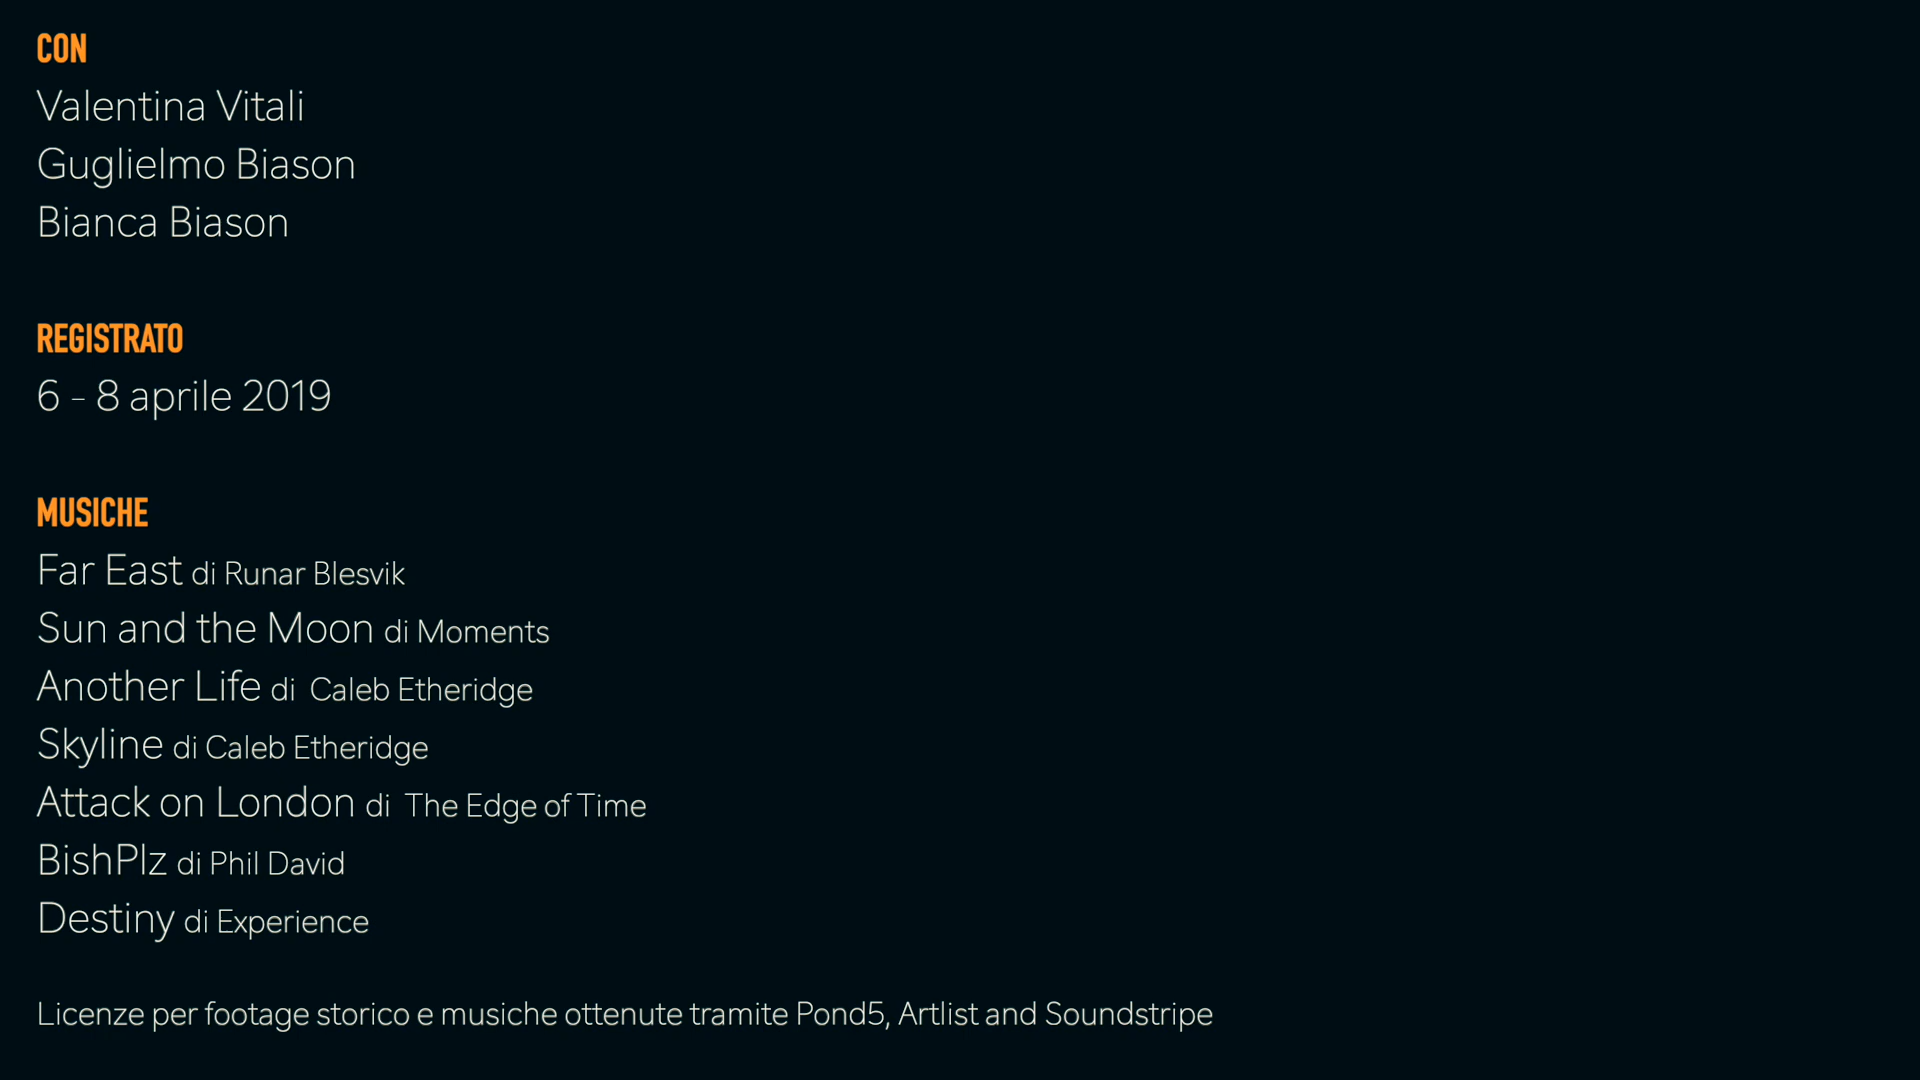 CON
Valentina Vitali
Guglielmo Biason
Bianca Biason
REGISTRATO
6 - 8 aprile 2019
MUSICHE
Far East di Runar Blesvik
Sun and the Moon di Moments
Another Life di  Caleb Etheridge
Skyline di Caleb Etheridge
Attack on London di  The Edge of Time
BishPlz di Phil David
Destiny di Experience
Licenze per footage storico e musiche ottenute tramite Pond5, Artlist and Soundstripe